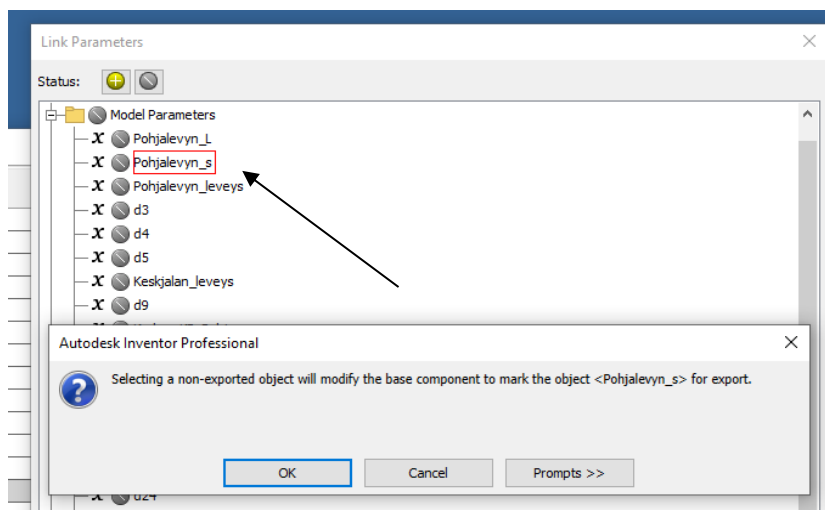 Link Parameters
Status:
Model Parameters
Pohjalevyn_L
Pohjalevyn_s
Pohjalevyn_leveys
d3
d4
d5
Keskjalan_leveys
d9
Autodesk Inventor Professional
Selecting a non-exported object will modify the base component to mark the object <Pohjalevyn_s> for export.
OK
Cancel
Prompts >>
d24